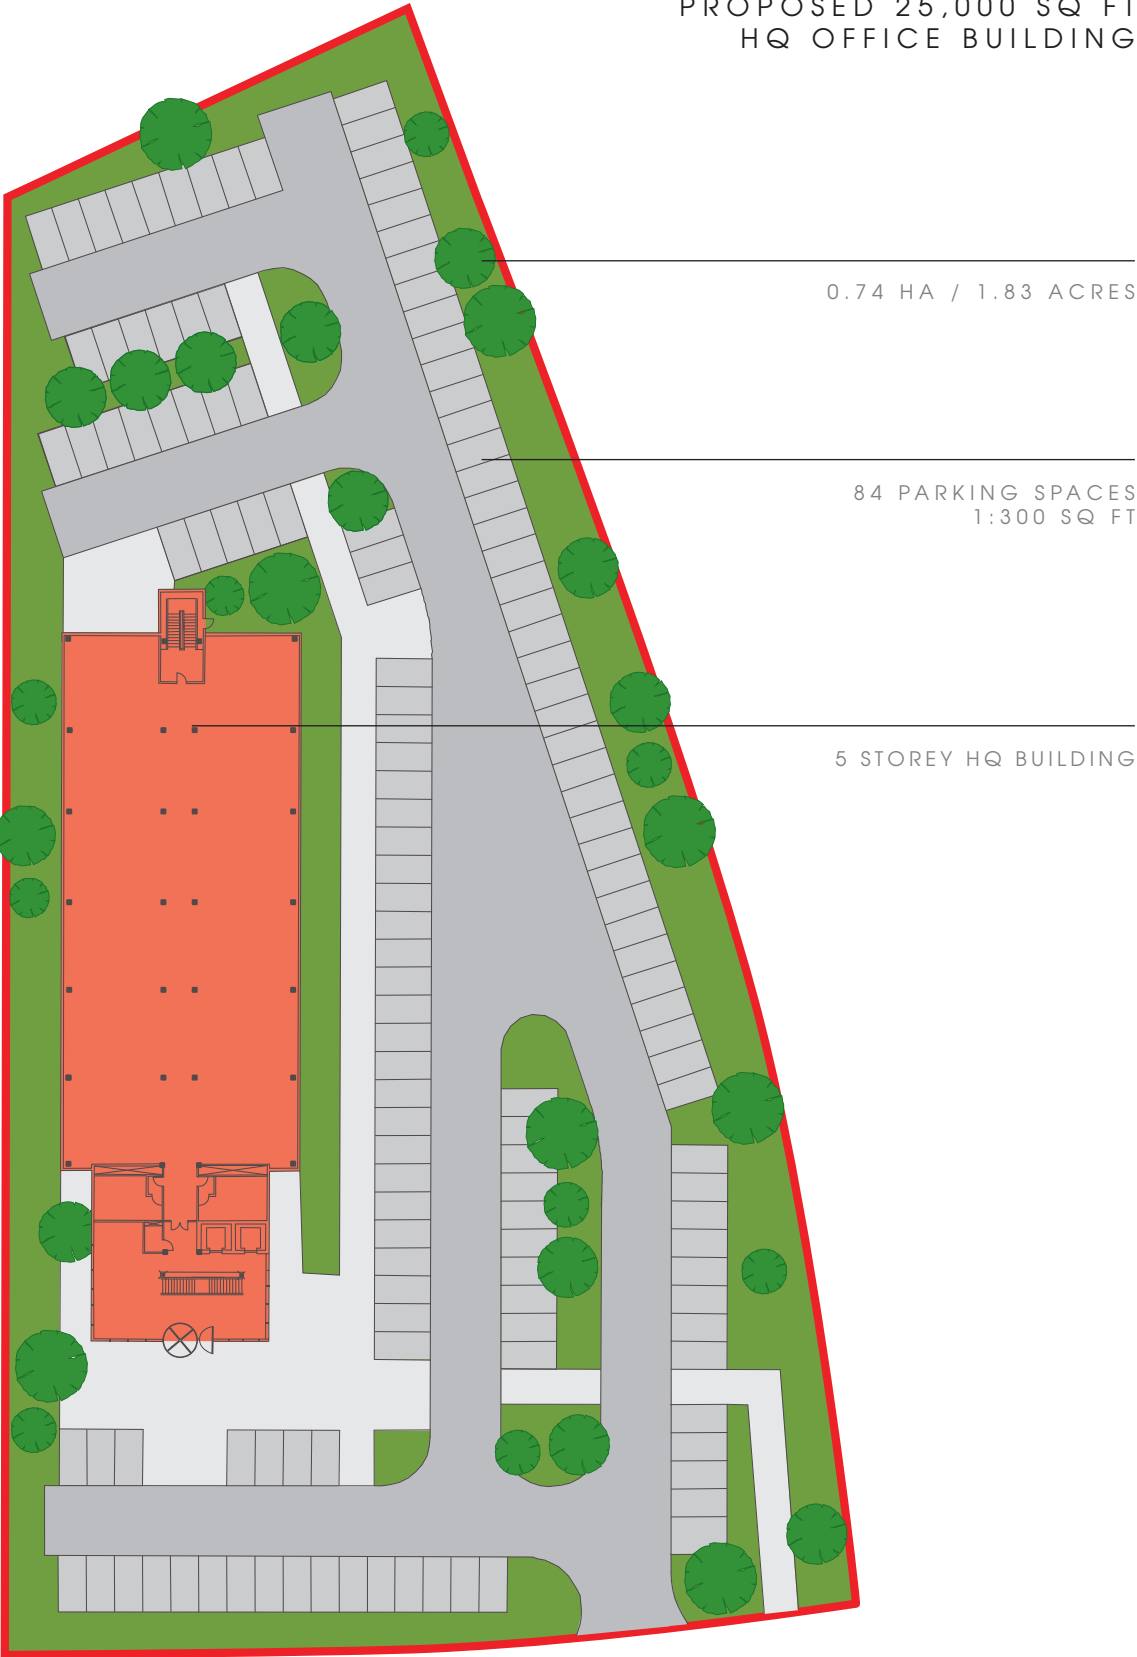 PROPOSED 25,000 SQ FT
HQ OFFICE BUILDING
0.74 HA / 1.83 ACRES
84 PARKING SPACES
1:300 SQ FT
5 STOREY HQ BUILDING